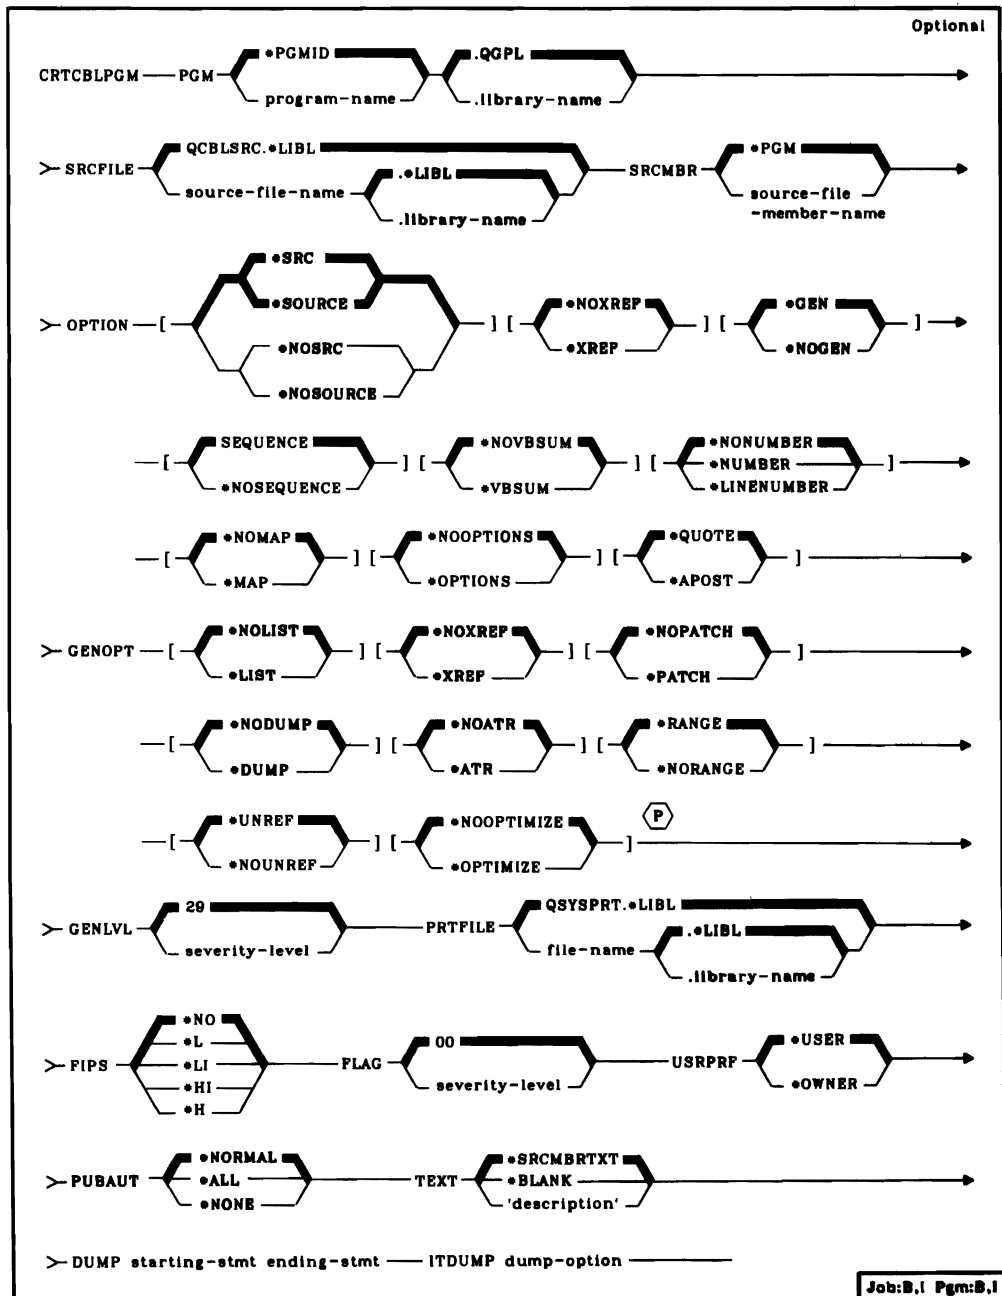 Optional
*PGMID .QGPL
CRTCBLPGM PGM
program-name .library-name
QCBLSRC.*LIBL *PGM
SRCFILE .*LIBL SRCMBR
source-file-name source-file
.library-name -member-name
*SRC
*SOURCE *NOXREF *GEN
OPTION [ ] [ ] [ ]
*NOSRC *XREF *NOGEN
*NOSOURCE
SEQUENCE *NOVBSUM *NONUMBER
[ ] [ ] [ *NUMBER ]
*NOSEQUENCE *VBSUM *LINENUMBER
*NOMAP *NOOPTIONS *QUOTE
[ ] [ ] [ ]
*MAP *OPTIONS *APOST
*NOLIST *NOXREF *NOPATCH
GENOPT [ ] [ ] [ ]
*LIST *XREF *PATCH
*NODUMP *NOATR *RANGE
[ ] [ ] [ ]
*DUMP *ATR *NORANGE
*UNREF *NOOPTIMIZE P
[ ] [ ]
*NOUNREF *OPTIMIZE
29 QSYSPRT.*LIBL
GENLVL PRTFILE .*LIBL
severity-level file-name
.library-name
*NO
*L 00 *USER
FIPS *LI FLAG USRPRF
*HI severity-level *OWNER
*H
*NORMAL *SRCMBRTXT
PUBAUT *ALL TEXT *BLANK
*NONE 'description'
DUMP starting-stmt ending-stmt ITDUMP dump-option
Job:B,I Pgm:B,I